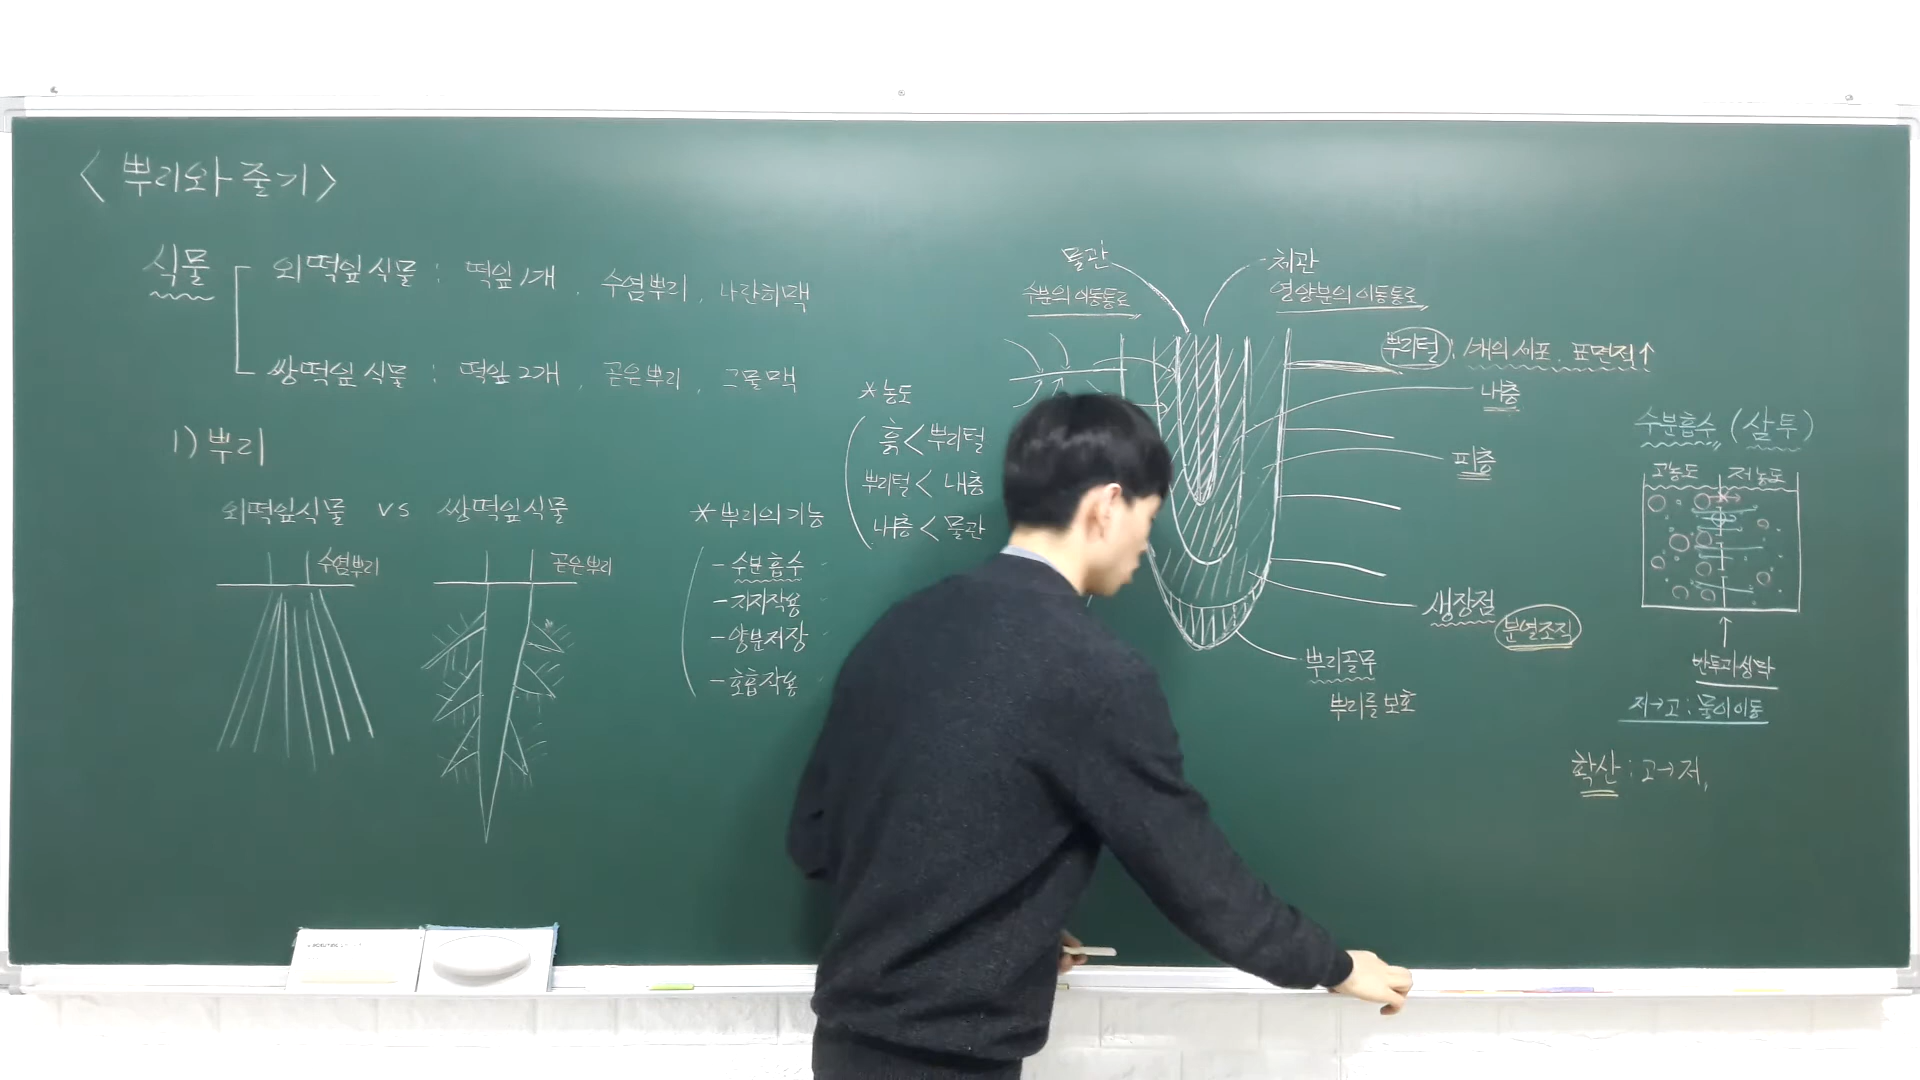 <뿌리와 줄기>
식물
외떡잎식물 : 떡잎 1개, 수염뿌리, 나란히맥
쌍떡잎식물 : 떡잎 2개, 곧은뿌리, 그물맥
1) 뿌리
외떡잎식물 vs 쌍떡잎식물
수염뿌리
곧은뿌리
* 뿌리의 기능
- 수분흡수
- 지지작용
- 양분저장
- 호흡작용
* 농도
흙 < 뿌리털
뿌리털 < 내층
내층 < 물관
물관
수분의 이동통로
체관
영양분의 이동통로
뿌리털 : 1개의 세포, 표면적↑
내층
피층
생장점
분열조직
뿌리골무
뿌리를 보호
수분흡수 (삼투)
고농도 저농도
반투과성막
저→고 : 물이 이동
확산 : 고→저,